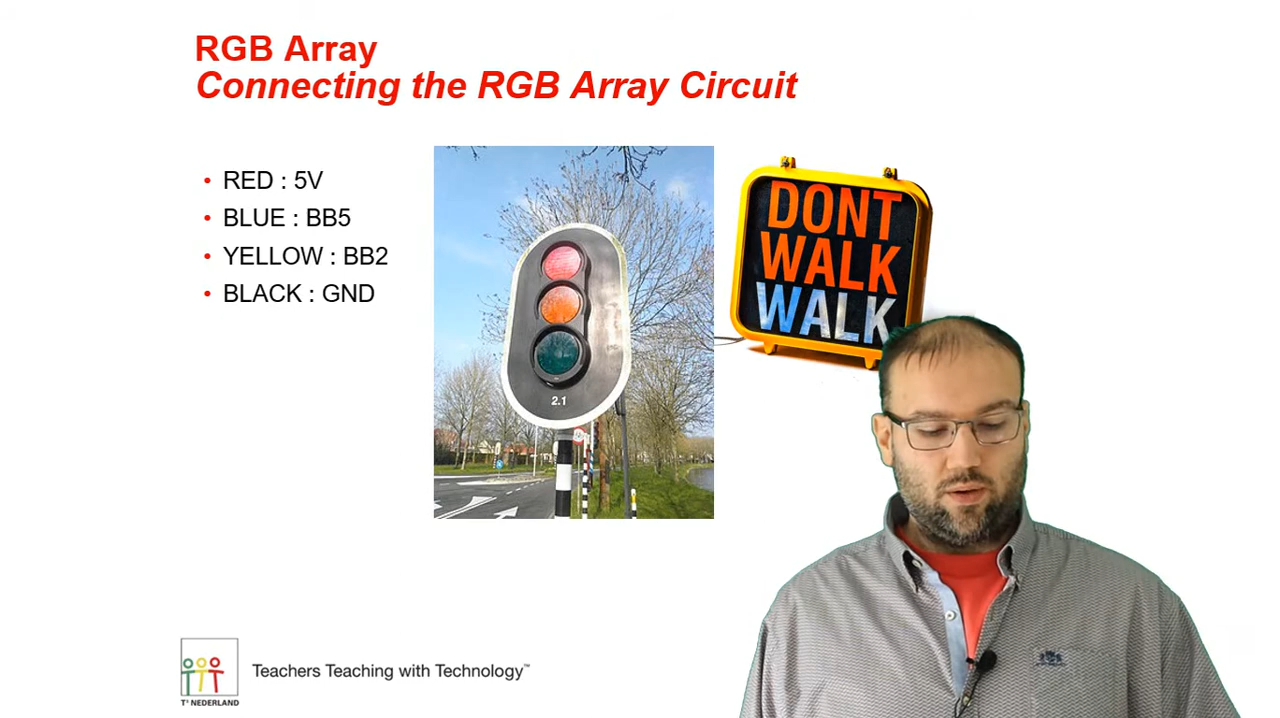 RGB Array
Connecting the RGB Array Circuit
• RED : 5V
• BLUE : BB5
• YELLOW : BB2
• BLACK : GND
2.1
DONT
WALK
WALK
T³ NEDERLAND
Teachers Teaching with Technology™